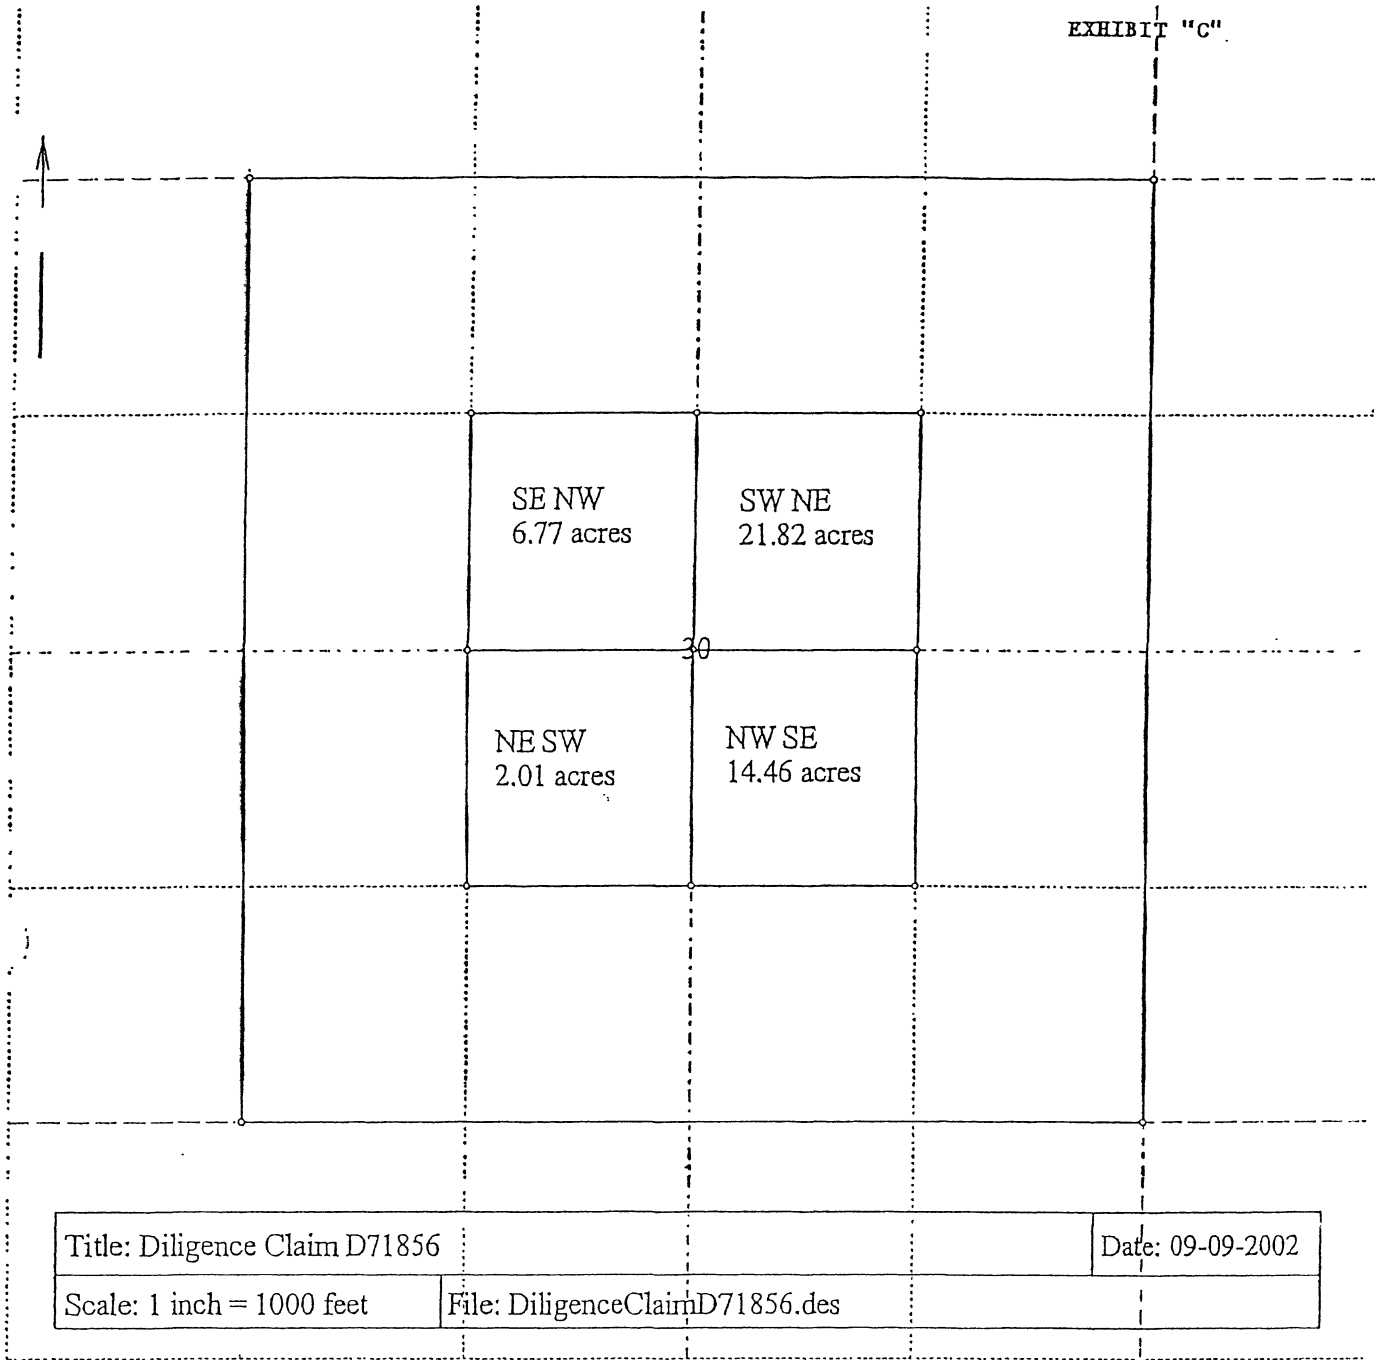 EXHIBIT "C"
SE NW
6.77 acres
SW NE
21.82 acres
30
NE SW
2.01 acres
NW SE
14.46 acres
Title: Diligence Claim D71856
Date: 09-09-2002
Scale: 1 inch = 1000 feet
File: DiligenceClaimD71856.des